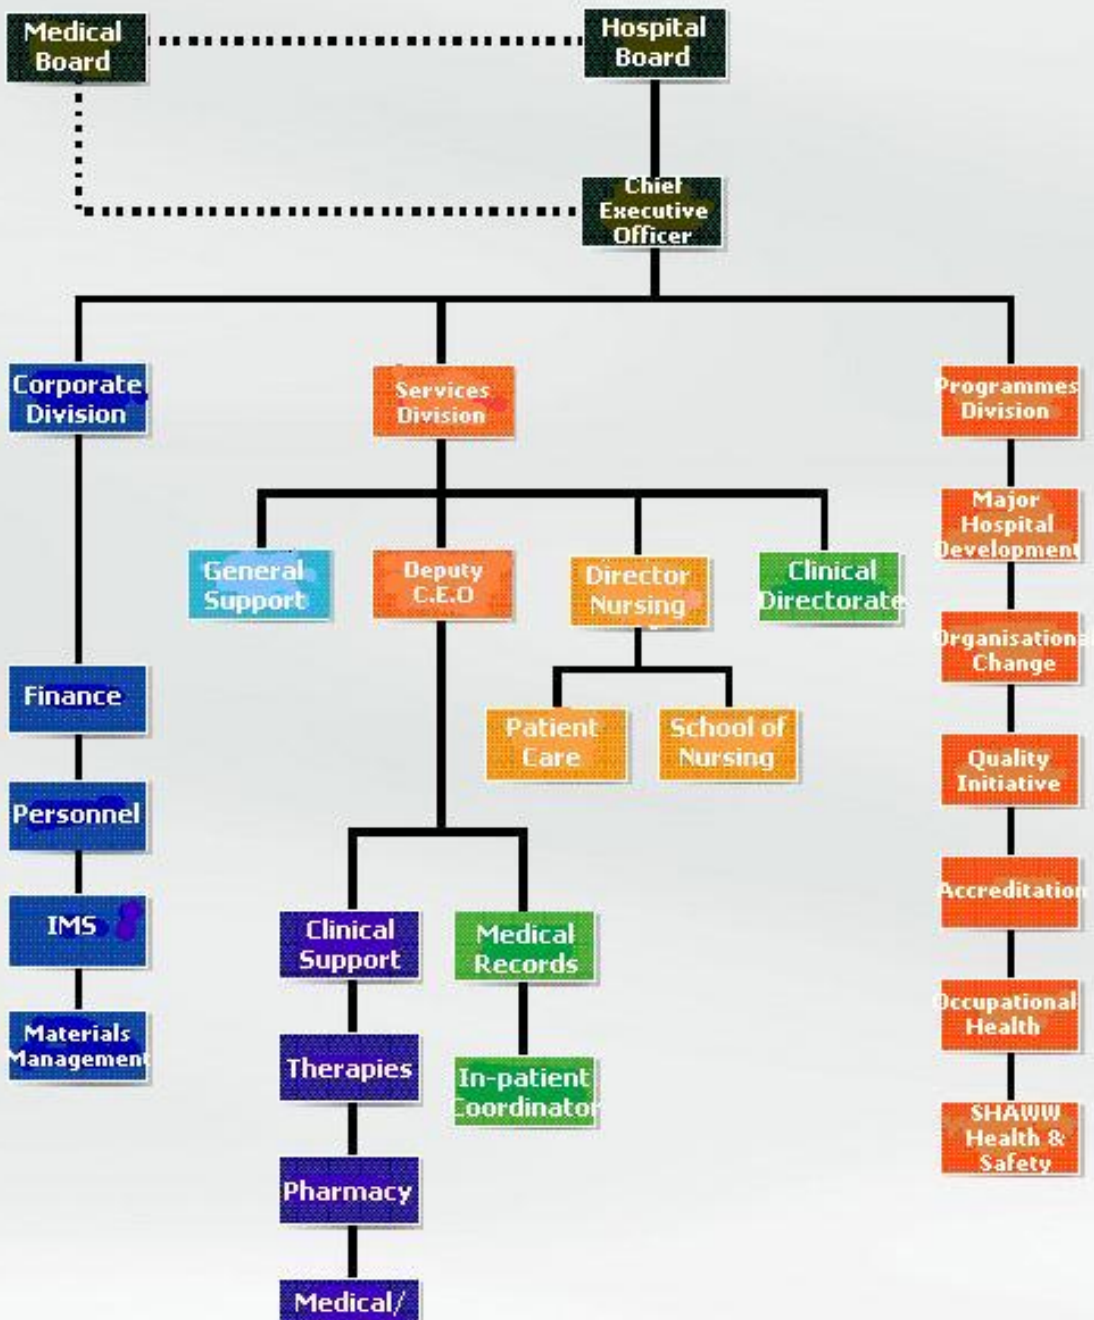 Medical
Board
Hospital
Board
Chief
Executive
Officer
Corporate
Division
Services
Division
Programmes
Division
General
Support
Deputy
C.E.O
Director
Nursing
Clinical
Directorate
Major
Hospital
Development
Organisational
Change
Finance
Patient
Care
School of
Nursing
Quality
Initiative
Personnel
Accreditation
IMS
Clinical
Support
Medical
Records
Materials
Management
Occupational
Health
Therapies
In-patient
Coordinator
SHAWW
Health &
Safety
Pharmacy
Medical/